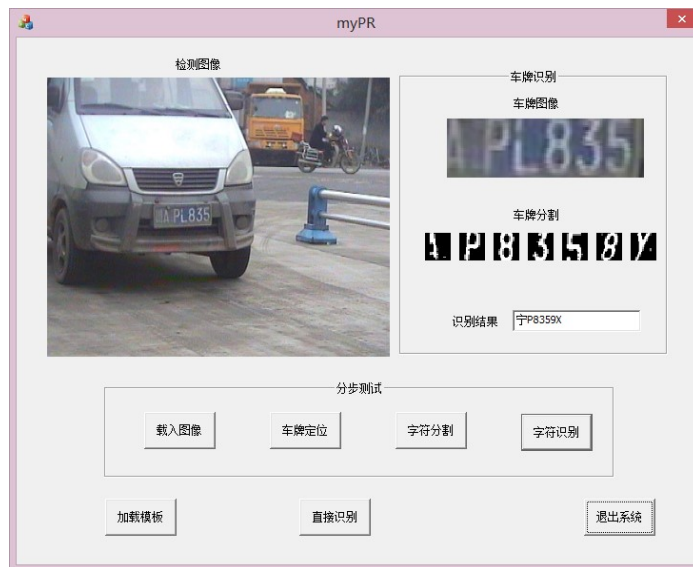 myPR
检测图像
车牌识别
车牌图像
A PL835
A PL835
车牌分割
A P 8 3 5 8 Y
识别结果 宁P8359X
分步测试
载入图像 车牌定位 字符分割 字符识别
加载模板 直接识别 退出系统